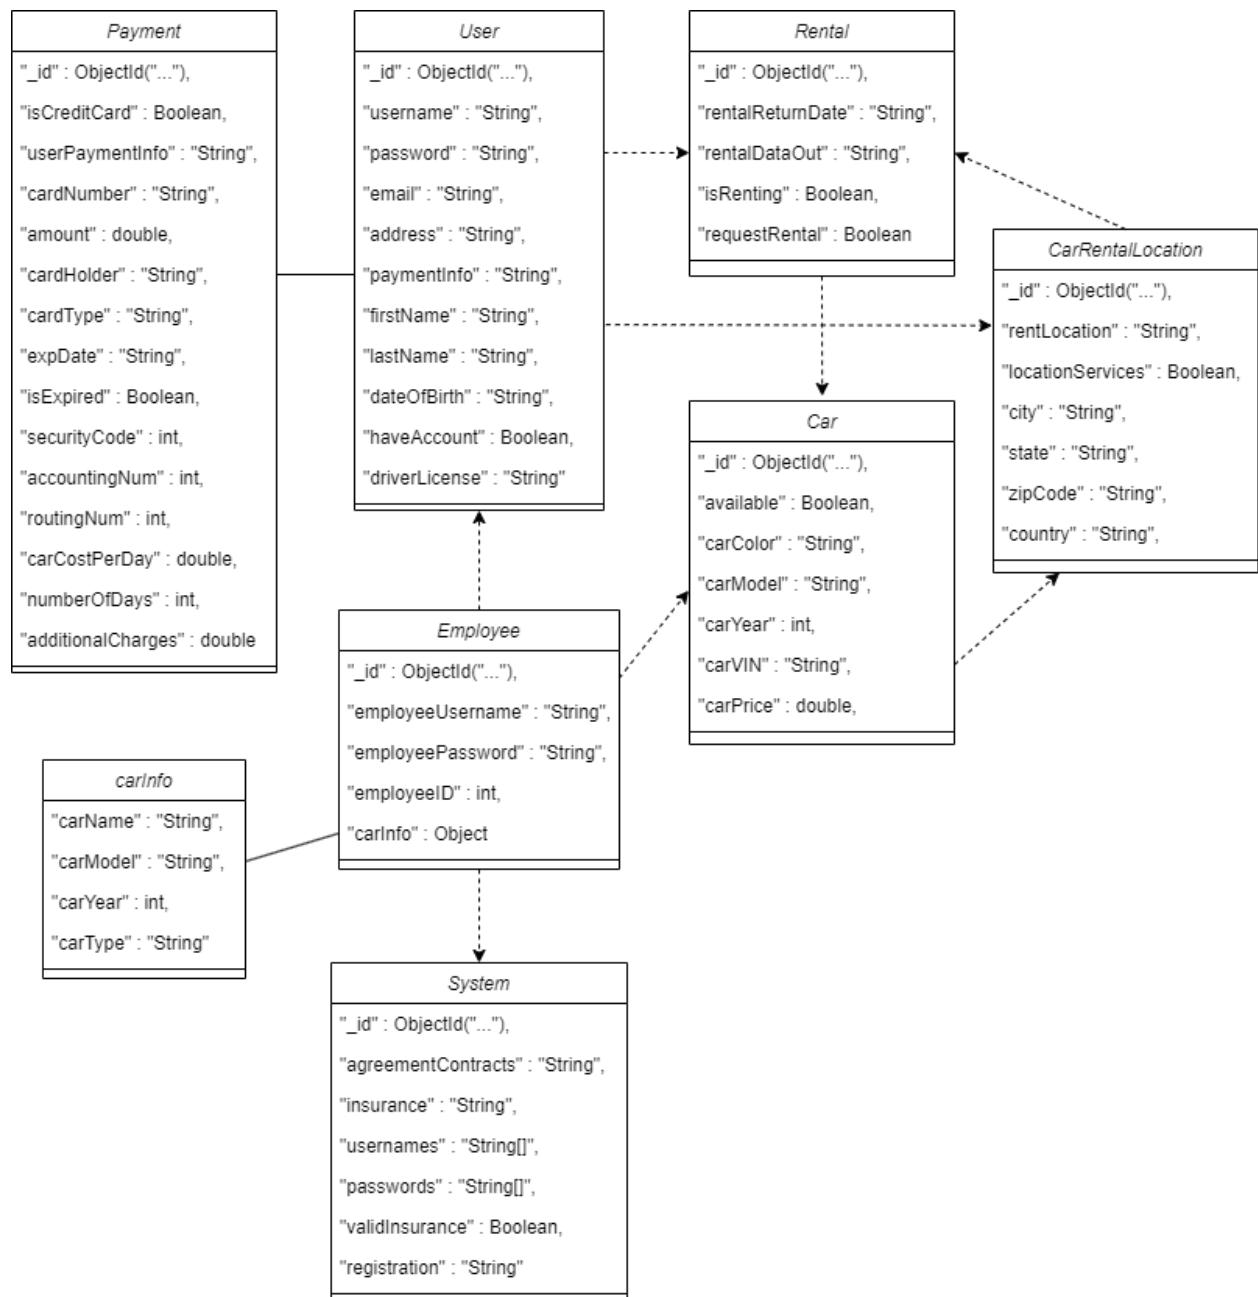 Payment
"_id" : ObjectId("..."),
"isCreditCard" : Boolean,
"userPaymentInfo" : "String",
"cardNumber" : "String",
"amount" : double,
"cardHolder" : "String",
"cardType" : "String",
"expDate" : "String",
"isExpired" : Boolean,
"securityCode" : int,
"accountingNum" : int,
"routingNum" : int,
"carCostPerDay" : double,
"numberOfDays" : int,
"additionalCharges" : double
User
"_id" : ObjectId("..."),
"username" : "String",
"password" : "String",
"email" : "String",
"address" : "String",
"paymentInfo" : "String",
"firstName" : "String",
"lastName" : "String",
"dateOfBirth" : "String",
"haveAccount" : Boolean,
"driverLicense" : "String"
Rental
"_id" : ObjectId("..."),
"rentalReturnDate" : "String",
"rentalDataOut" : "String",
"isRenting" : Boolean,
"requestRental" : Boolean
CarRentalLocation
"_id" : ObjectId("..."),
"rentLocation" : "String",
"locationServices" : Boolean,
"city" : "String",
"state" : "String",
"zipCode" : "String",
"country" : "String",
Car
"_id" : ObjectId("..."),
"available" : Boolean,
"carColor" : "String",
"carModel" : "String",
"carYear" : int,
"carVIN" : "String",
"carPrice" : double,
Employee
"_id" : ObjectId("..."),
"employeeUsername" : "String",
"employeePassword" : "String",
"employeeID" : int,
"carInfo" : Object
carInfo
"carName" : "String",
"carModel" : "String",
"carYear" : int,
"carType" : "String"
System
"_id" : ObjectId("..."),
"agreementContracts" : "String",
"insurance" : "String",
"usernames" : "String[]",
"passwords" : "String[]",
"validInsurance" : Boolean,
"registration" : "String"